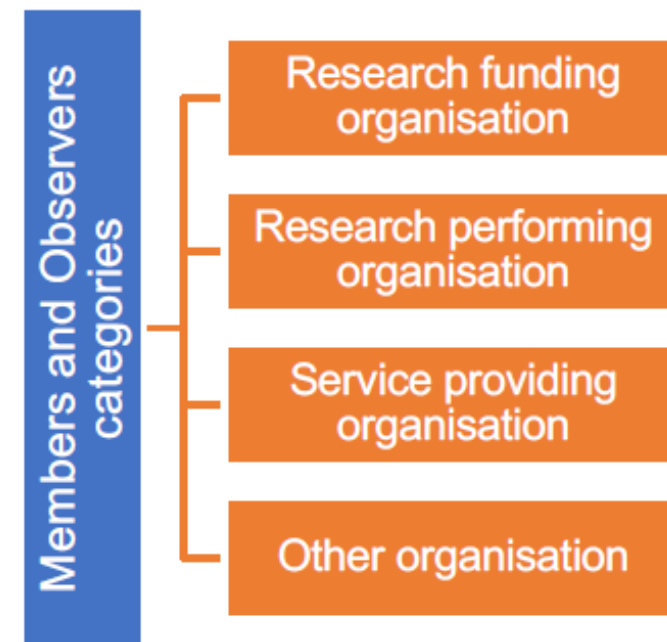 Members and Observers
categories
Research funding
organisation
Research performing
organisation
Service providing
organisation
Other organisation